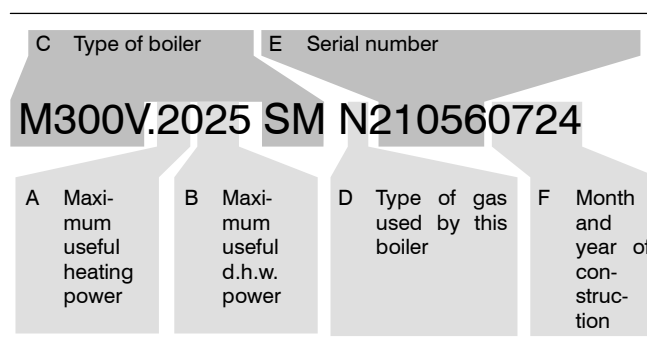 C Type of boiler E Serial number
M300V.2025 SM N210560724
A Maxi-
mum
useful
heating
power
B Maxi-
mum
useful
d.h.w.
power
D Type of gas
used by this
boiler
F Month
and
year of
con-
struc-
tion